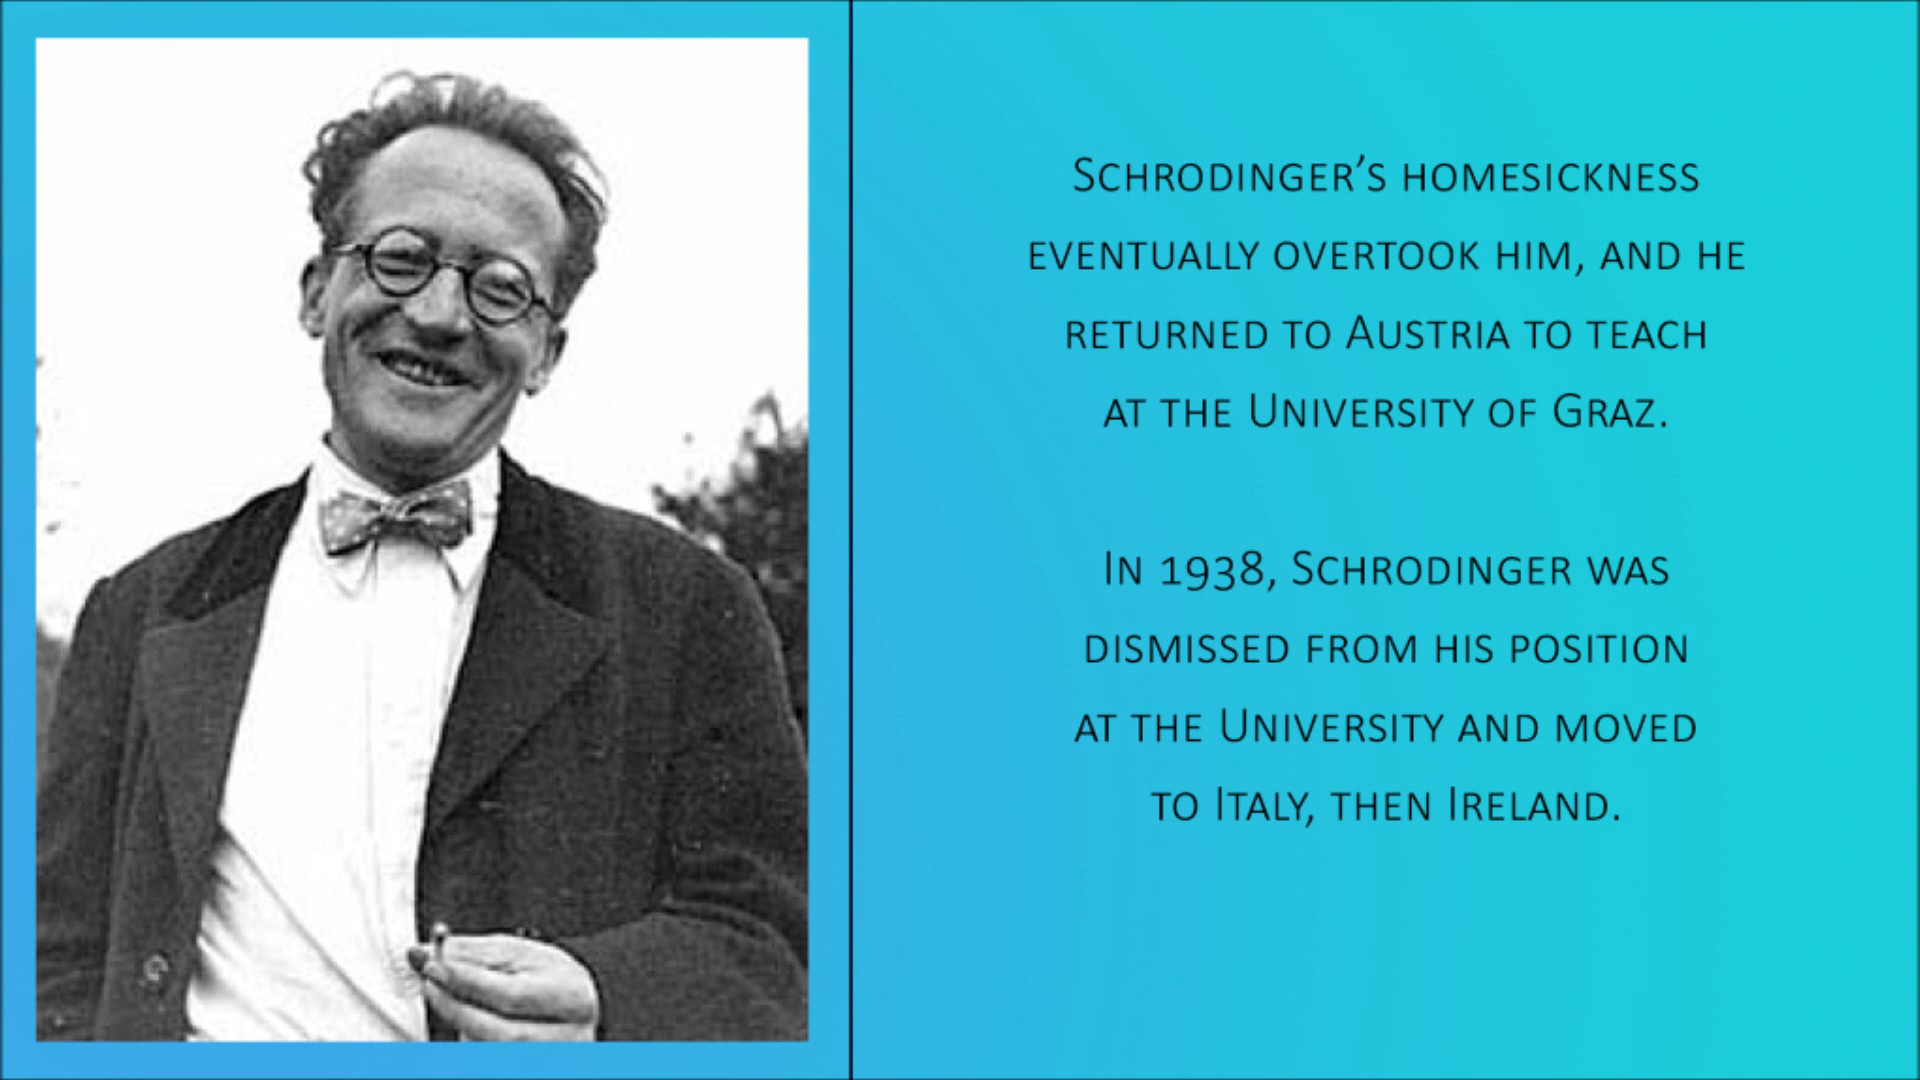 Schrodinger’s homesickness
eventually overtook him, and he
returned to Austria to teach
at the University of Graz.
In 1938, Schrodinger was
dismissed from his position
at the University and moved
to Italy, then Ireland.